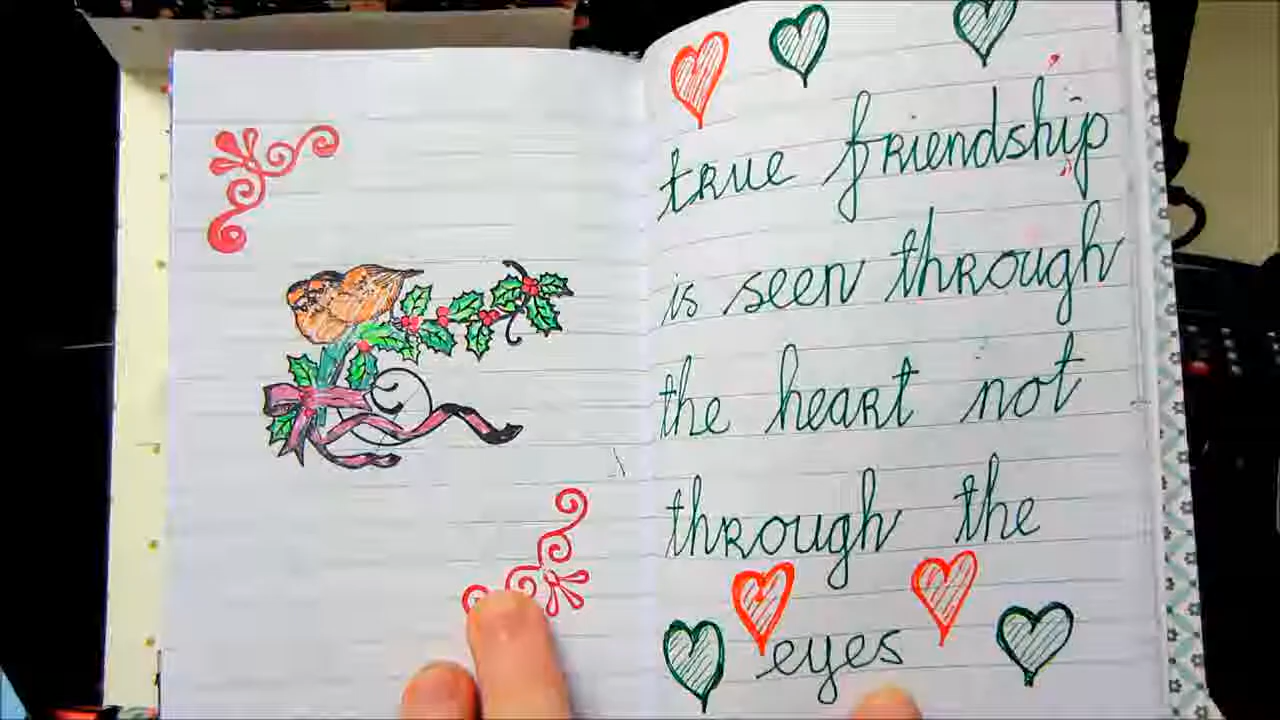 true friendship
is seen through
the heart not
through the
eyes